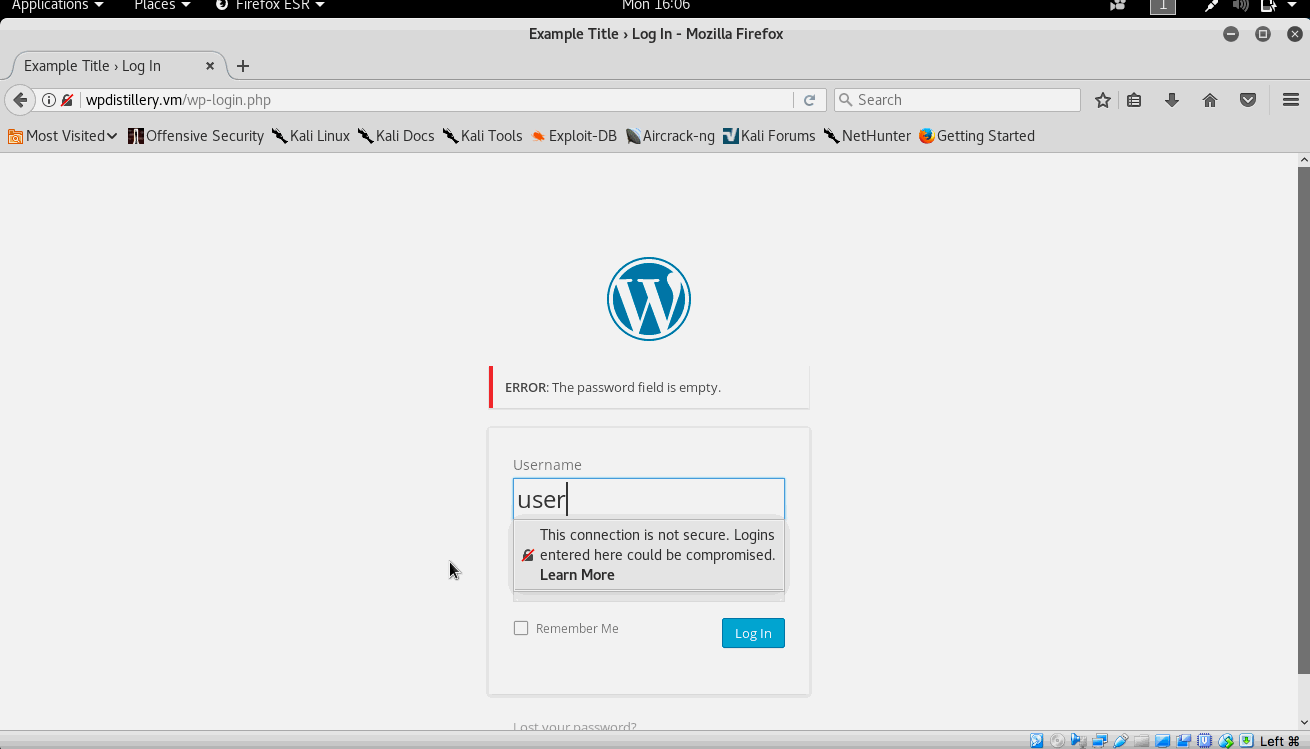 Applications Places Firefox ESR Mon 16:06 1
Example Title › Log In - Mozilla Firefox
Example Title › Log In
wpdistillery.vm/wp-login.php Search
Most Visited Offensive Security Kali Linux Kali Docs Kali Tools Exploit-DB Aircrack-ng Kali Forums NetHunter Getting Started
ERROR: The password field is empty.
Username
user
This connection is not secure. Logins
entered here could be compromised.
Learn More
Remember Me Log In
Lost your password?
Left ⌘